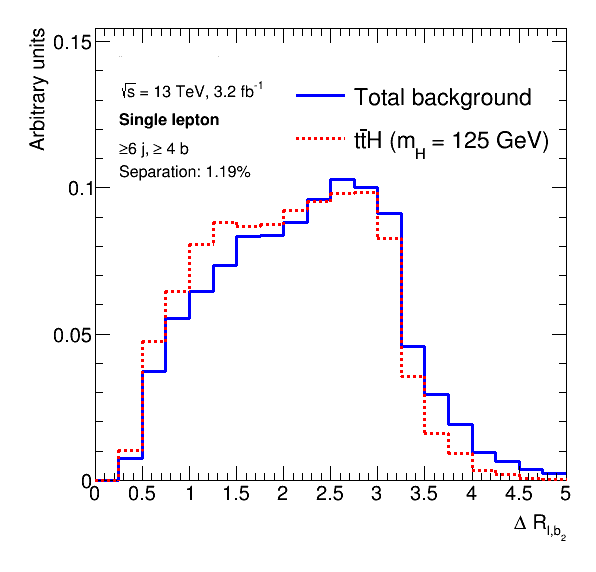 Arbitrary units
0.15
0.1
0.05
0
√s = 13 TeV, 3.2 fb⁻¹
Single lepton
≥6 j, ≥ 4 b
Separation: 1.19%
Total background
tt̄H (m_H = 125 GeV)
0 0.5 1 1.5 2 2.5 3 3.5 4 4.5 5
Δ R_l,b₂